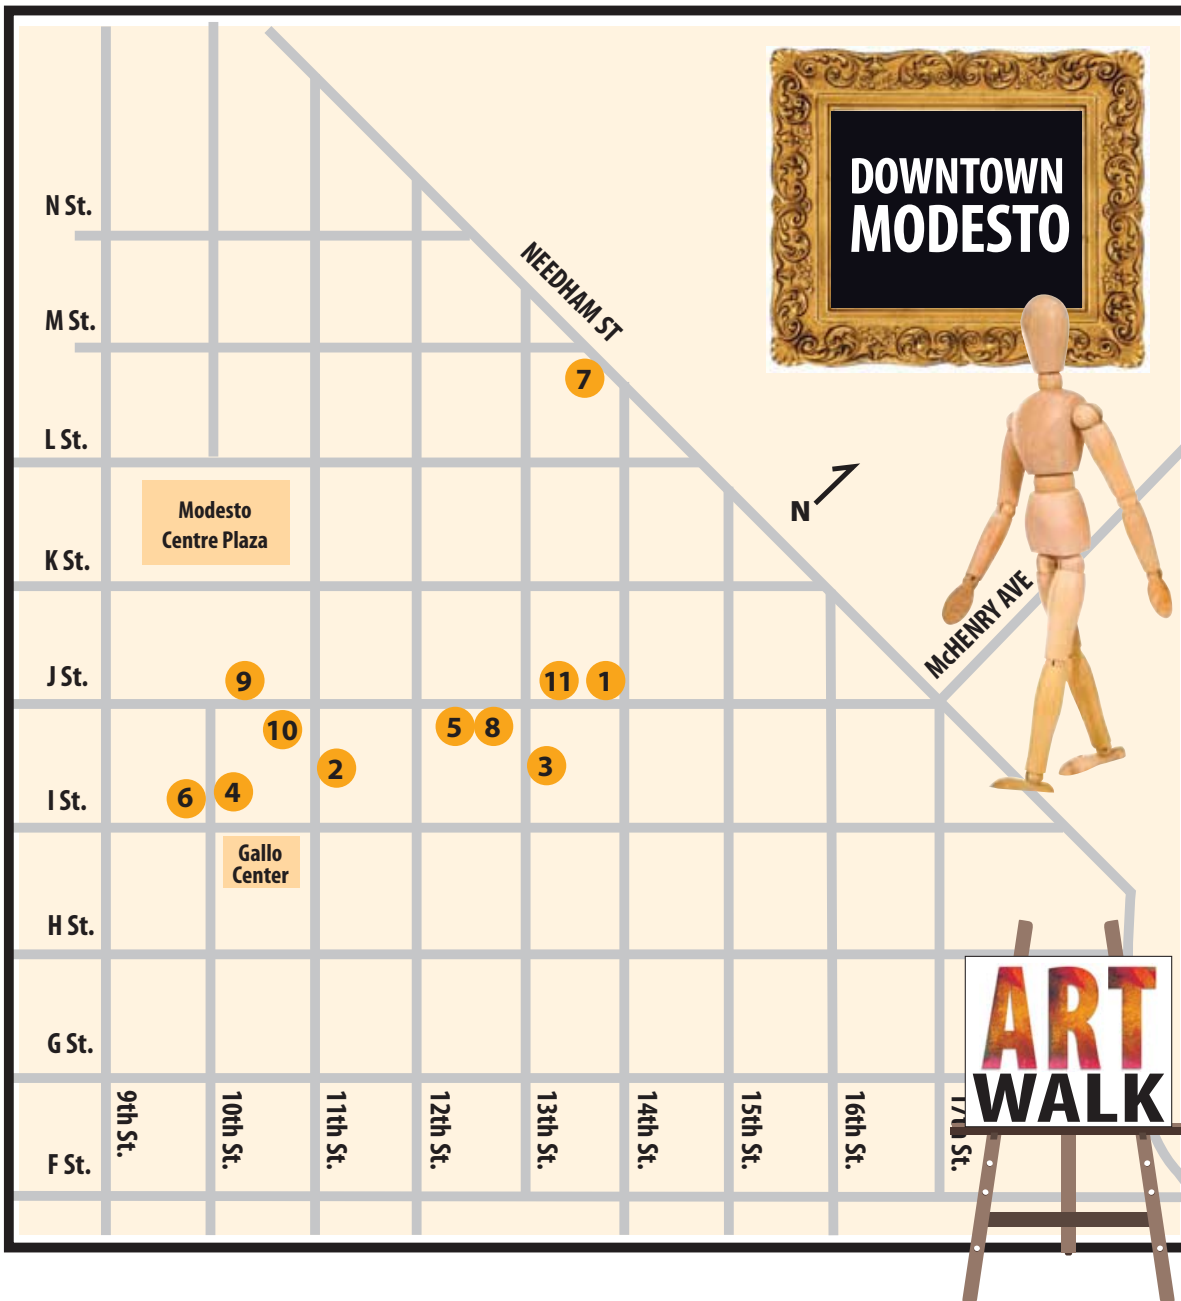 DOWNTOWN
MODESTO
N St.
NEEDHAM ST
M St.
7
L St.
Modesto
Centre Plaza
N
K St.
McHENRY AVE
J St.
9
11
1
10
5
8
2
3
6
4
I St.
Gallo
Center
H St.
ART
WALK
G St.
9th St.
10th St.
11th St.
12th St.
13th St.
14th St.
15th St.
16th St.
17th St.
F St.